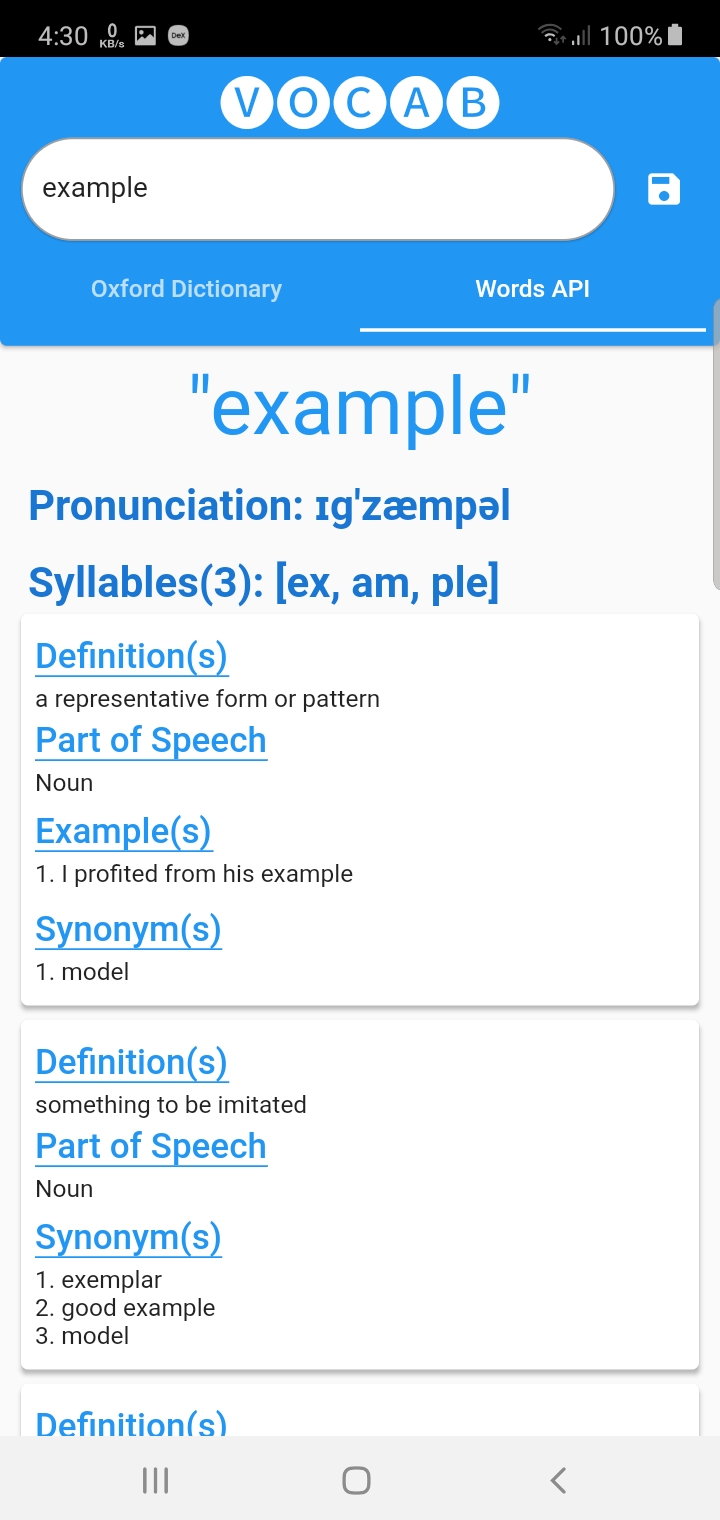 4:30 0 KB/s DeX 100%
VOCAB
example
Oxford Dictionary Words API
"example"
Pronunciation: ɪg'zæmpəl
Syllables(3): [ex, am, ple]
Definition(s)
a representative form or pattern
Part of Speech
Noun
Example(s)
1. I profited from his example
Synonym(s)
1. model
Definition(s)
something to be imitated
Part of Speech
Noun
Synonym(s)
1. exemplar
2. good example
3. model
Definition(s)